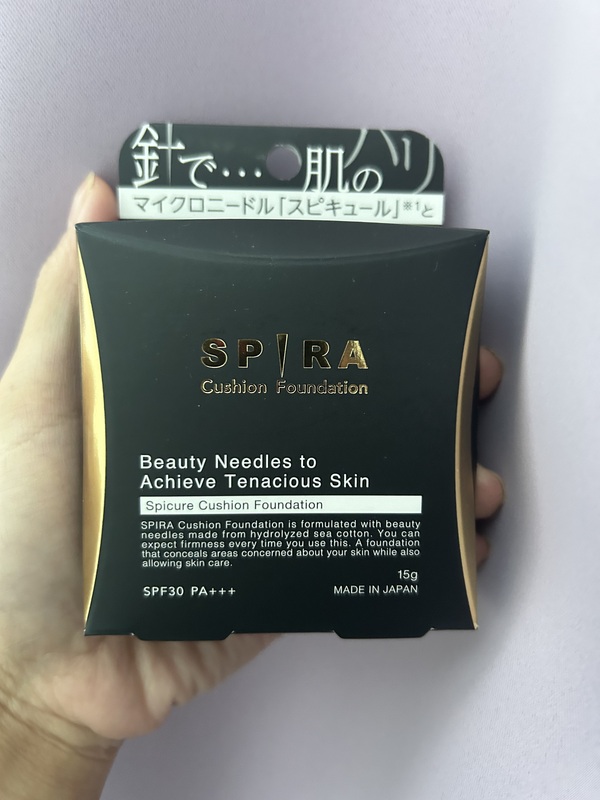 針で…肌のハリ
マイクロニードル「スピキュール」※1と
SPIRA
Cushion Foundation
Beauty Needles to
Achieve Tenacious Skin
Spicure Cushion Foundation
SPIRA Cushion Foundation is formulated with beauty
needles made from hydrolyzed sea cotton. You can
expect firmness every time you use this. A foundation
that conceals areas concerned about your skin while also
allowing skin care.
15g
SPF30 PA+++
MADE IN JAPAN